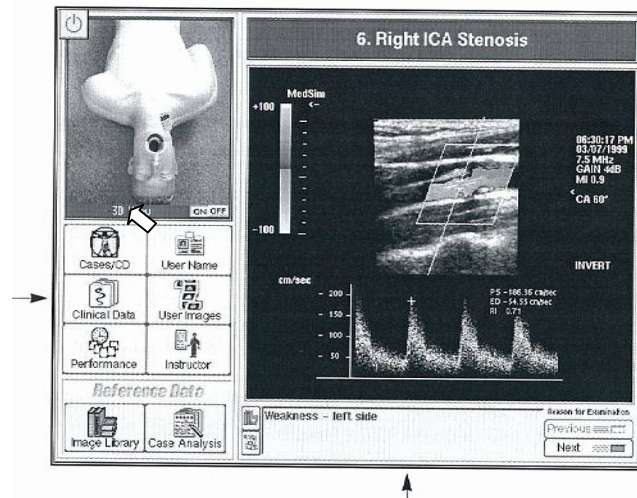 6. Right ICA Stenosis
MedSim
+100
-100
06:30:17 PM
03/07/1999
7.5 MHz
GAIN 4dB
MI 0.9
CA 60°
INVERT
3D
ON OFF
Cases/CD
User Name
Clinical Data
User Images
Performance
Instructor
Reference Data
Image Library
Case Analysis
cm/sec
200
150
100
50
PS -186.36 cm/sec
ED -54.55 cm/sec
RI 0.71
Weakness - left side
Reason for Examination
Previous
Next